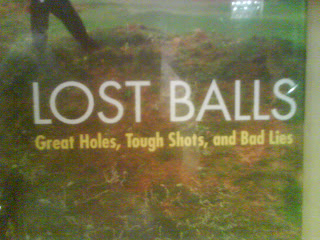 LOST BALLS
Great Holes, Tough Shots, and Bad Lies